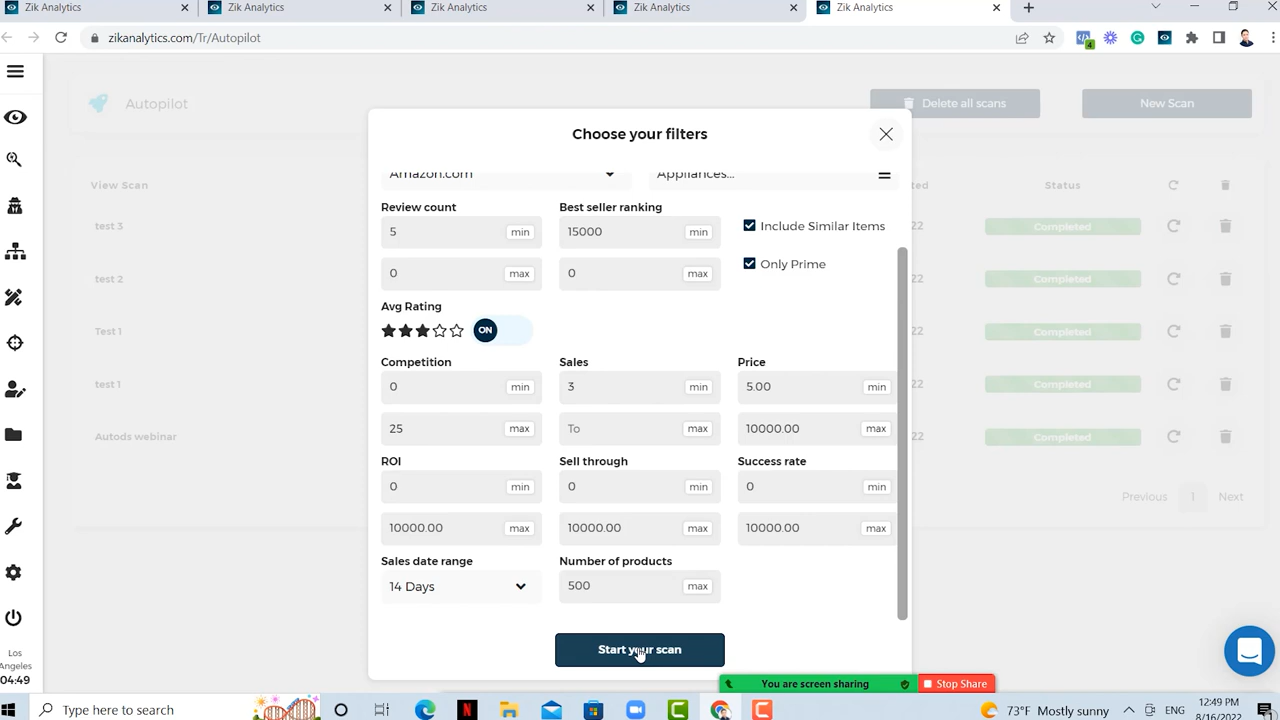 Zik Analytics
Zik Analytics
Zik Analytics
Zik Analytics
Zik Analytics
zikanalytics.com/Tr/Autopilot
4
Autopilot
Delete all scans
New Scan
View Scan
Status
test 3
22
Completed
test 2
22
Completed
Test 1
22
Completed
test 1
22
Completed
Autods webinar
22
Completed
Previous 1 Next
Choose your filters
Amazon.com
Appliances...
Review count
5 min
0 max
Best seller ranking
15000 min
0 max
Include Similar Items
Only Prime
Avg Rating
ON
Competition
0 min
25 max
Sales
3 min
To max
Price
5.00 min
10000.00 max
ROI
0 min
10000.00 max
Sell through
0 min
10000.00 max
Success rate
0 min
10000.00 max
Sales date range
14 Days
Number of products
500 max
Start your scan
Los
Angeles
04:49
You are screen sharing
Stop Share
Type here to search
73°F Mostly sunny
12:49 PM